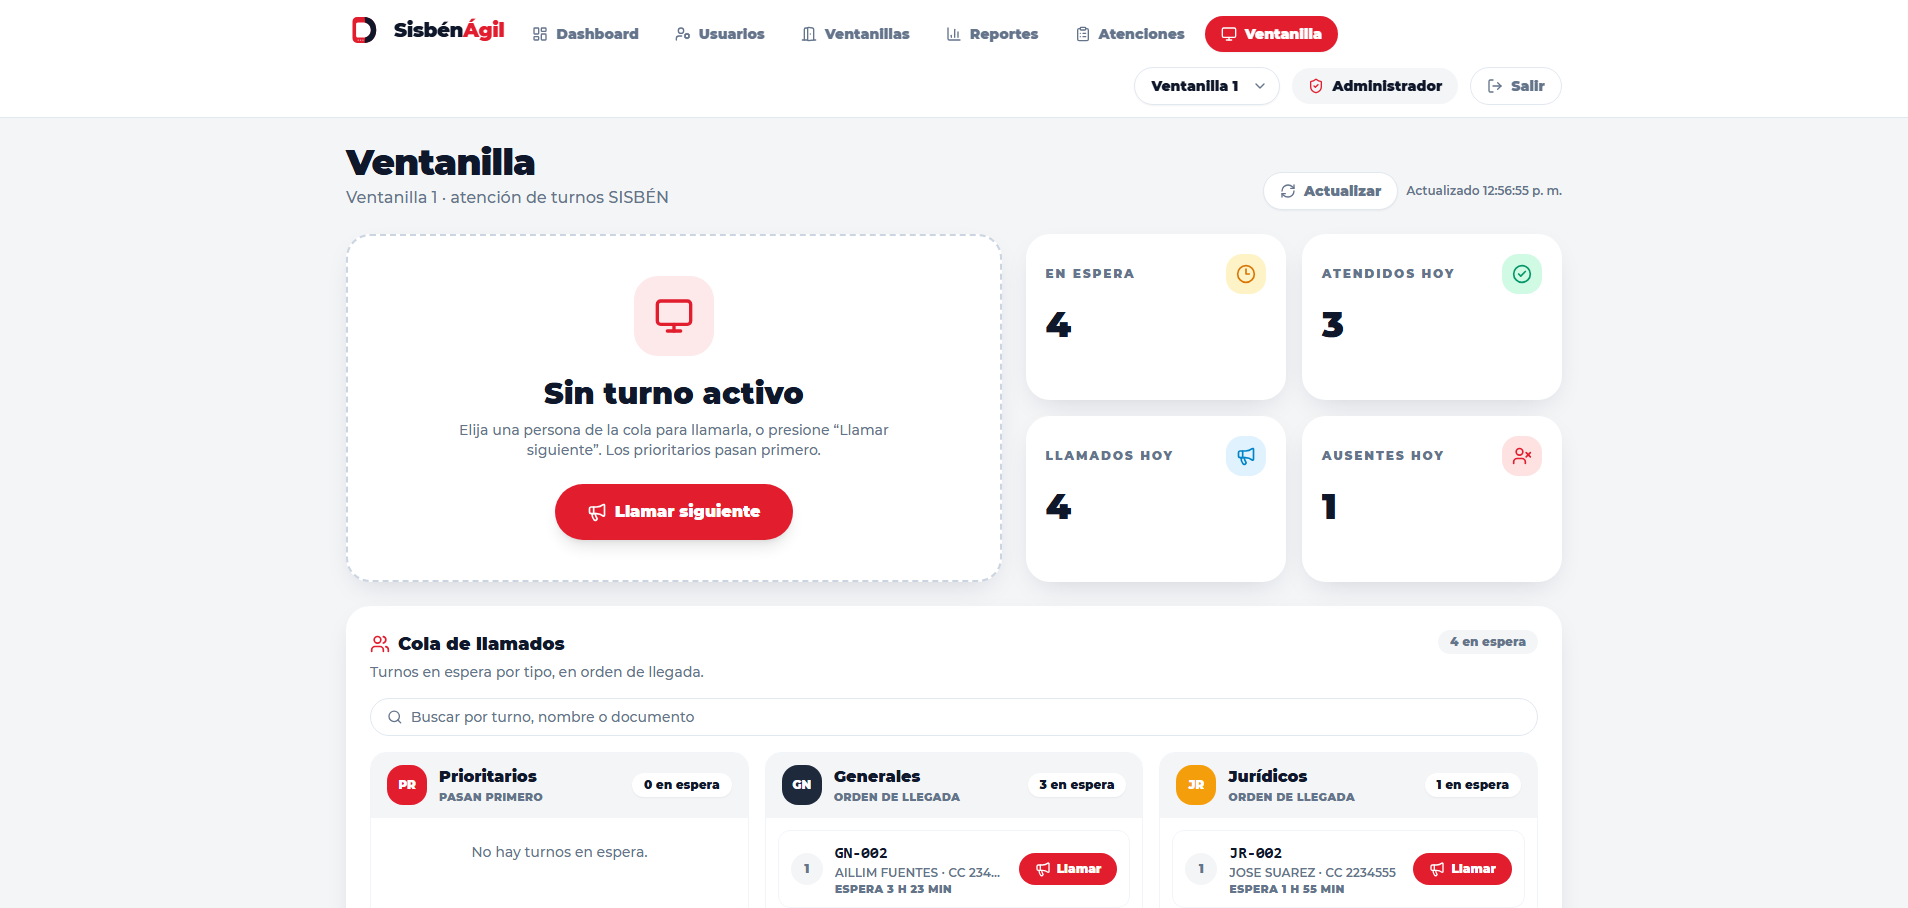 SisbénÁgil
Dashboard
Usuarios
Ventanillas
Reportes
Atenciones
Ventanilla
Ventanilla 1
Administrador
Salir
Ventanilla
Ventanilla 1 · atención de turnos SISBÉN
Actualizar
Actualizado 12:56:55 p. m.
Sin turno activo
Elija una persona de la cola para llamarla, o presione “Llamar
siguiente”. Los prioritarios pasan primero.
Llamar siguiente
EN ESPERA
4
ATENDIDOS HOY
3
LLAMADOS HOY
4
AUSENTES HOY
1
Cola de llamados
4 en espera
Turnos en espera por tipo, en orden de llegada.
Buscar por turno, nombre o documento
PR
Prioritarios
PASAN PRIMERO
0 en espera
No hay turnos en espera.
GN
Generales
ORDEN DE LLEGADA
3 en espera
1
GN-002
AILLIM FUENTES · CC 234...
ESPERA 3 H 23 MIN
Llamar
JR
Jurídicos
ORDEN DE LLEGADA
1 en espera
1
JR-002
JOSE SUAREZ · CC 2234555
ESPERA 1 H 55 MIN
Llamar